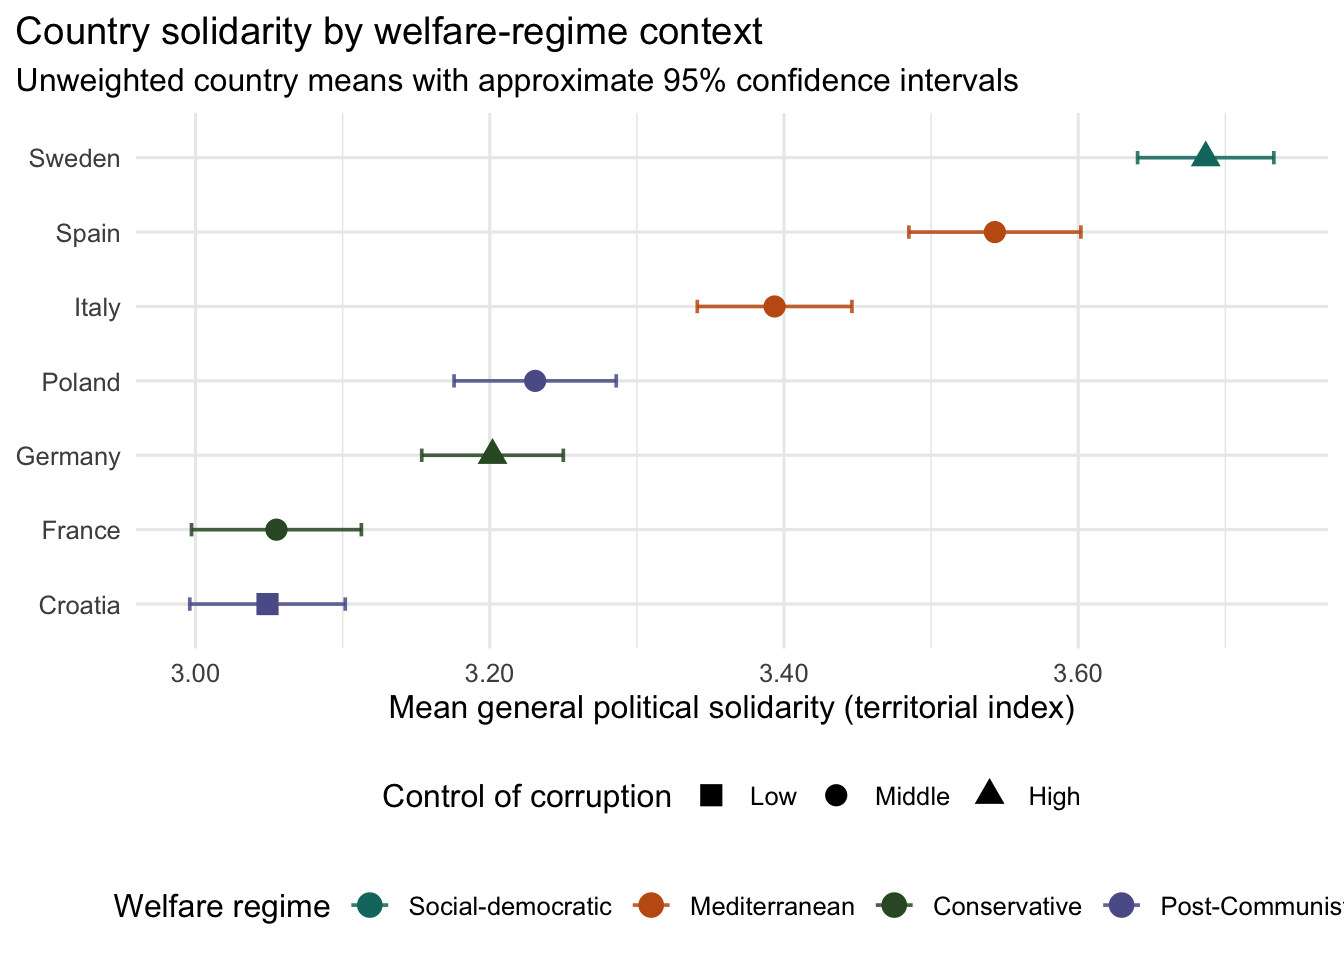 Country solidarity by welfare-regime context
Unweighted country means with approximate 95% confidence intervals
Sweden
Spain
Italy
Poland
Germany
France
Croatia
3.00 3.20 3.40 3.60
Mean general political solidarity (territorial index)
Control of corruption Low Middle High
Welfare regime Social-democratic Mediterranean Conservative Post-Communis